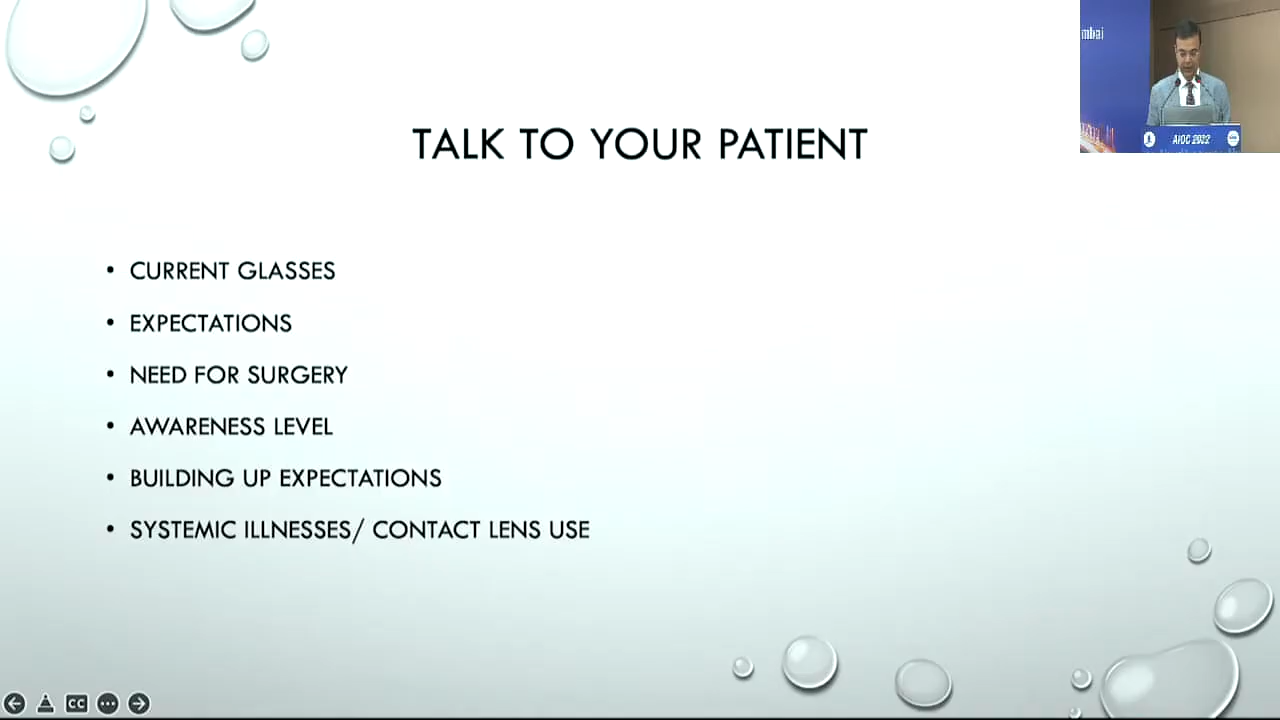 TALK TO YOUR PATIENT
• CURRENT GLASSES
• EXPECTATIONS
• NEED FOR SURGERY
• AWARENESS LEVEL
• BUILDING UP EXPECTATIONS
• SYSTEMIC ILLNESSES/ CONTACT LENS USE
AIOC 2022
CC